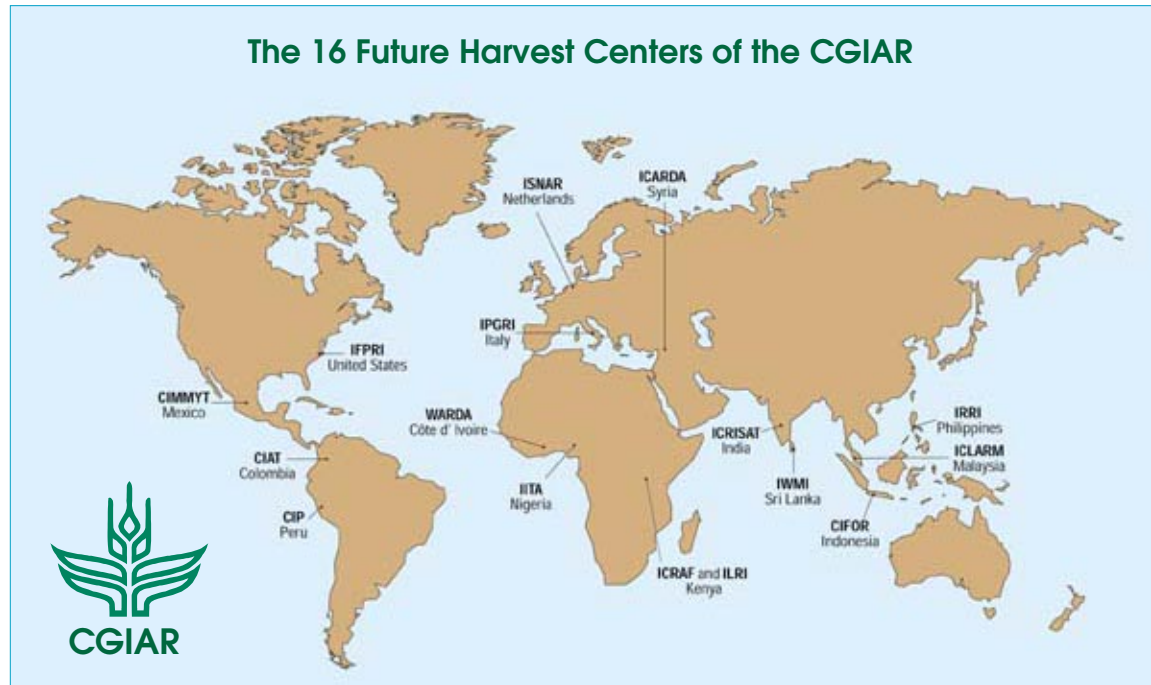 The 16 Future Harvest Centers of the CGIAR
ICARDA
Syria
ISNAR
Netherlands
IPGRI
Italy
IFPRI
United States
CIMMYT
Mexico
WARDA
Côte d' Ivoire
ICRISAT
India
IRRI
Philippines
ICLARM
Malaysia
CIAT
Colombia
IITA
Nigeria
IWMI
Sri Lanka
CIP
Peru
CIFOR
Indonesia
ICRAF and ILRI
Kenya
CGIAR